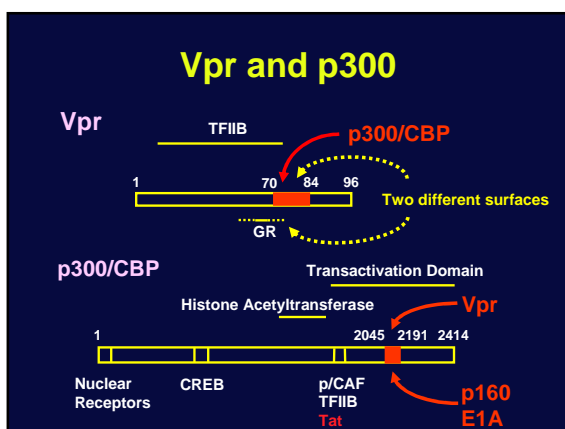 Vpr and p300
Vpr
TFIIB
p300/CBP
1 70 84 96
Two different surfaces
GR
p300/CBP
Transactivation Domain
Histone Acetyltransferase
Vpr
1 2045 2191 2414
Nuclear
Receptors
CREB
p/CAF
TFIIB
Tat
p160
E1A